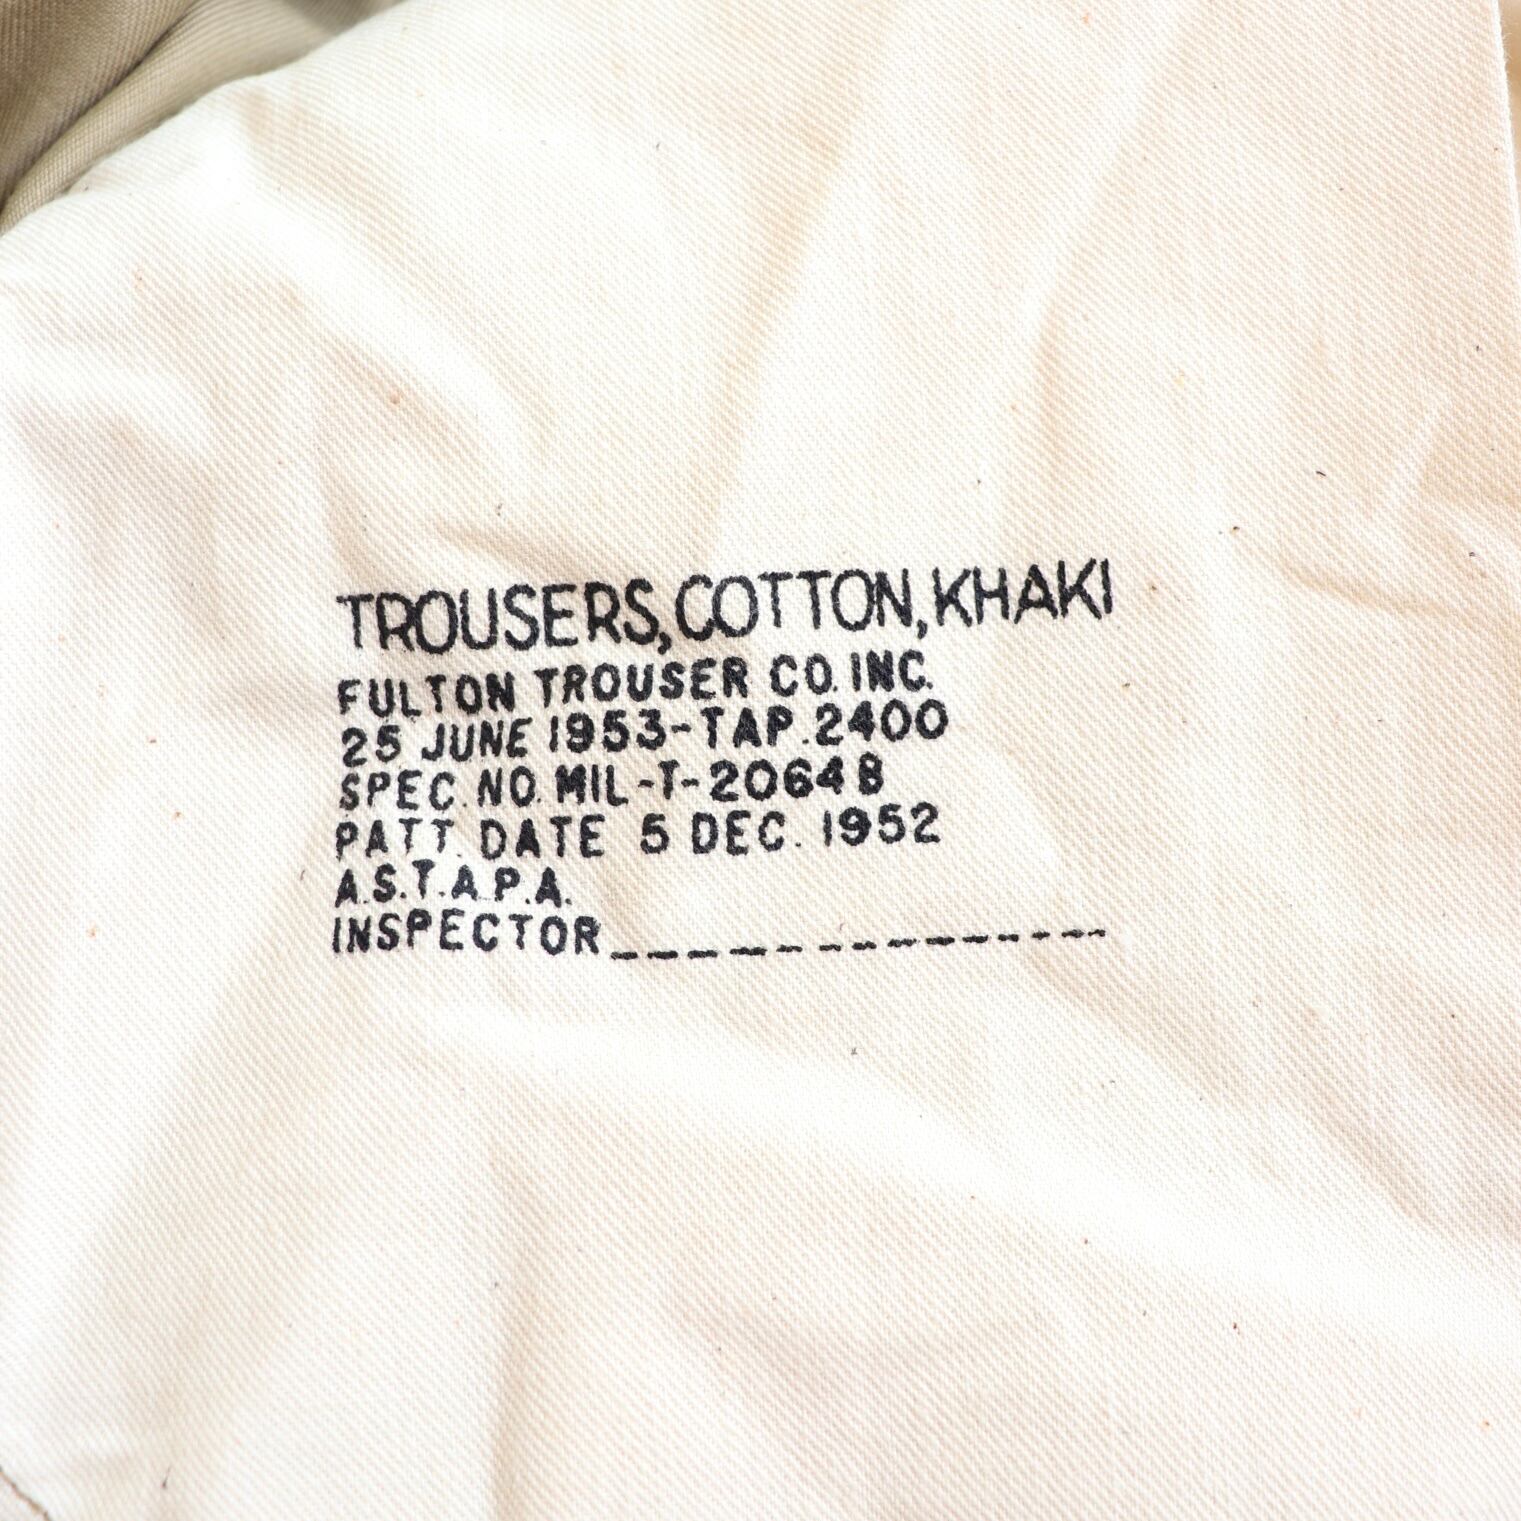 TROUSERS, COTTON, KHAKI
FULTON TROUSER CO. INC.
25 JUNE 1953-TAP.2400
SPEC. NO. MIL-T-2064B
PATT. DATE 5 DEC. 1952
A.S.T.A.P.A.
INSPECTOR_______________